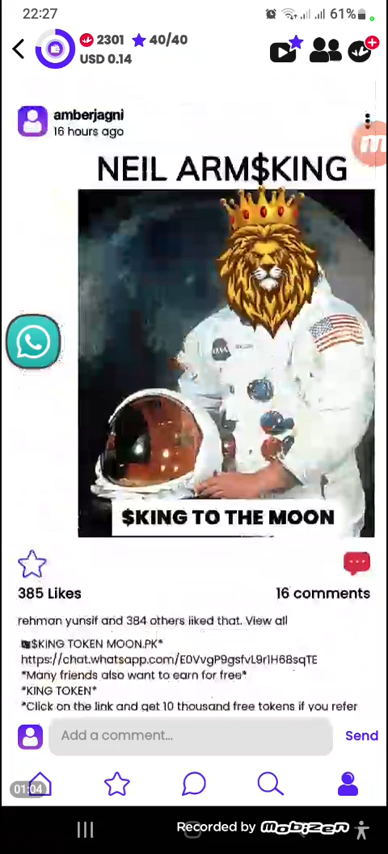 22:27
61%
2301 40/40
USD 0.14
amberjagni
16 hours ago
NEIL ARM$KING
NASA
$KING TO THE MOON
385 Likes
16 comments
rehman yunsif and 384 others liked that. View all
$KING TOKEN MOON.PK*
https://chat.whatsapp.com/E0VvgP9gsfvL9rlH68sqTE
*Many friends also want to earn for free*
*KING TOKEN*
*Click on the link and get 10 thousand free tokens if you refer
Add a comment...
Send
01:04
Recorded by Mobizen